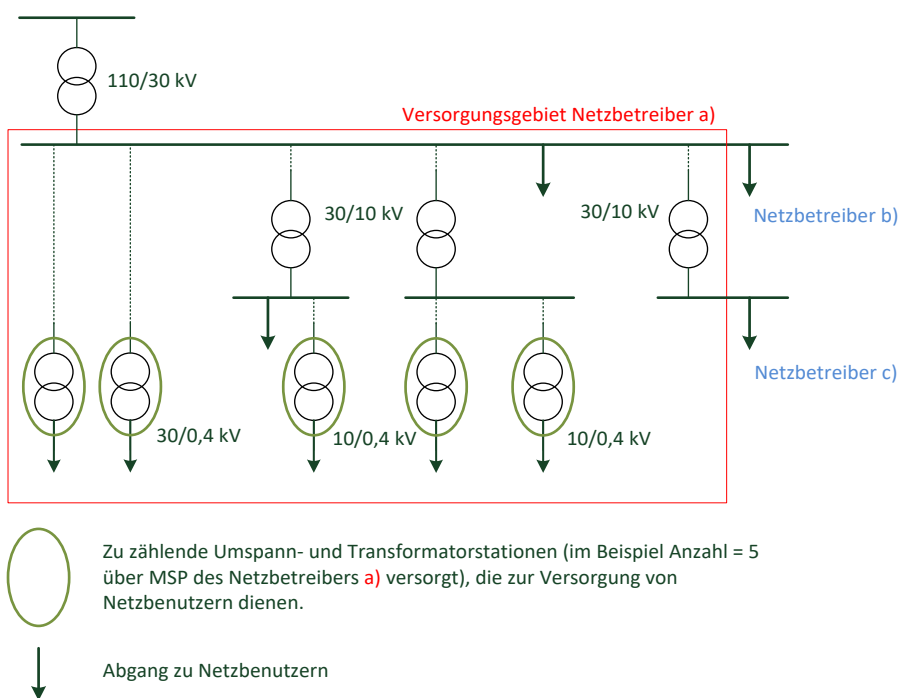 110/30 kV
Versorgungsgebiet Netzbetreiber a)
30/10 kV
30/10 kV
Netzbetreiber b)
Netzbetreiber c)
30/0,4 kV
10/0,4 kV
10/0,4 kV
Zu zählende Umspann- und Transformatorstationen (im Beispiel Anzahl = 5
über MSP des Netzbetreibers a) versorgt), die zur Versorgung von
Netzbenutzern dienen.
Abgang zu Netzbenutzern